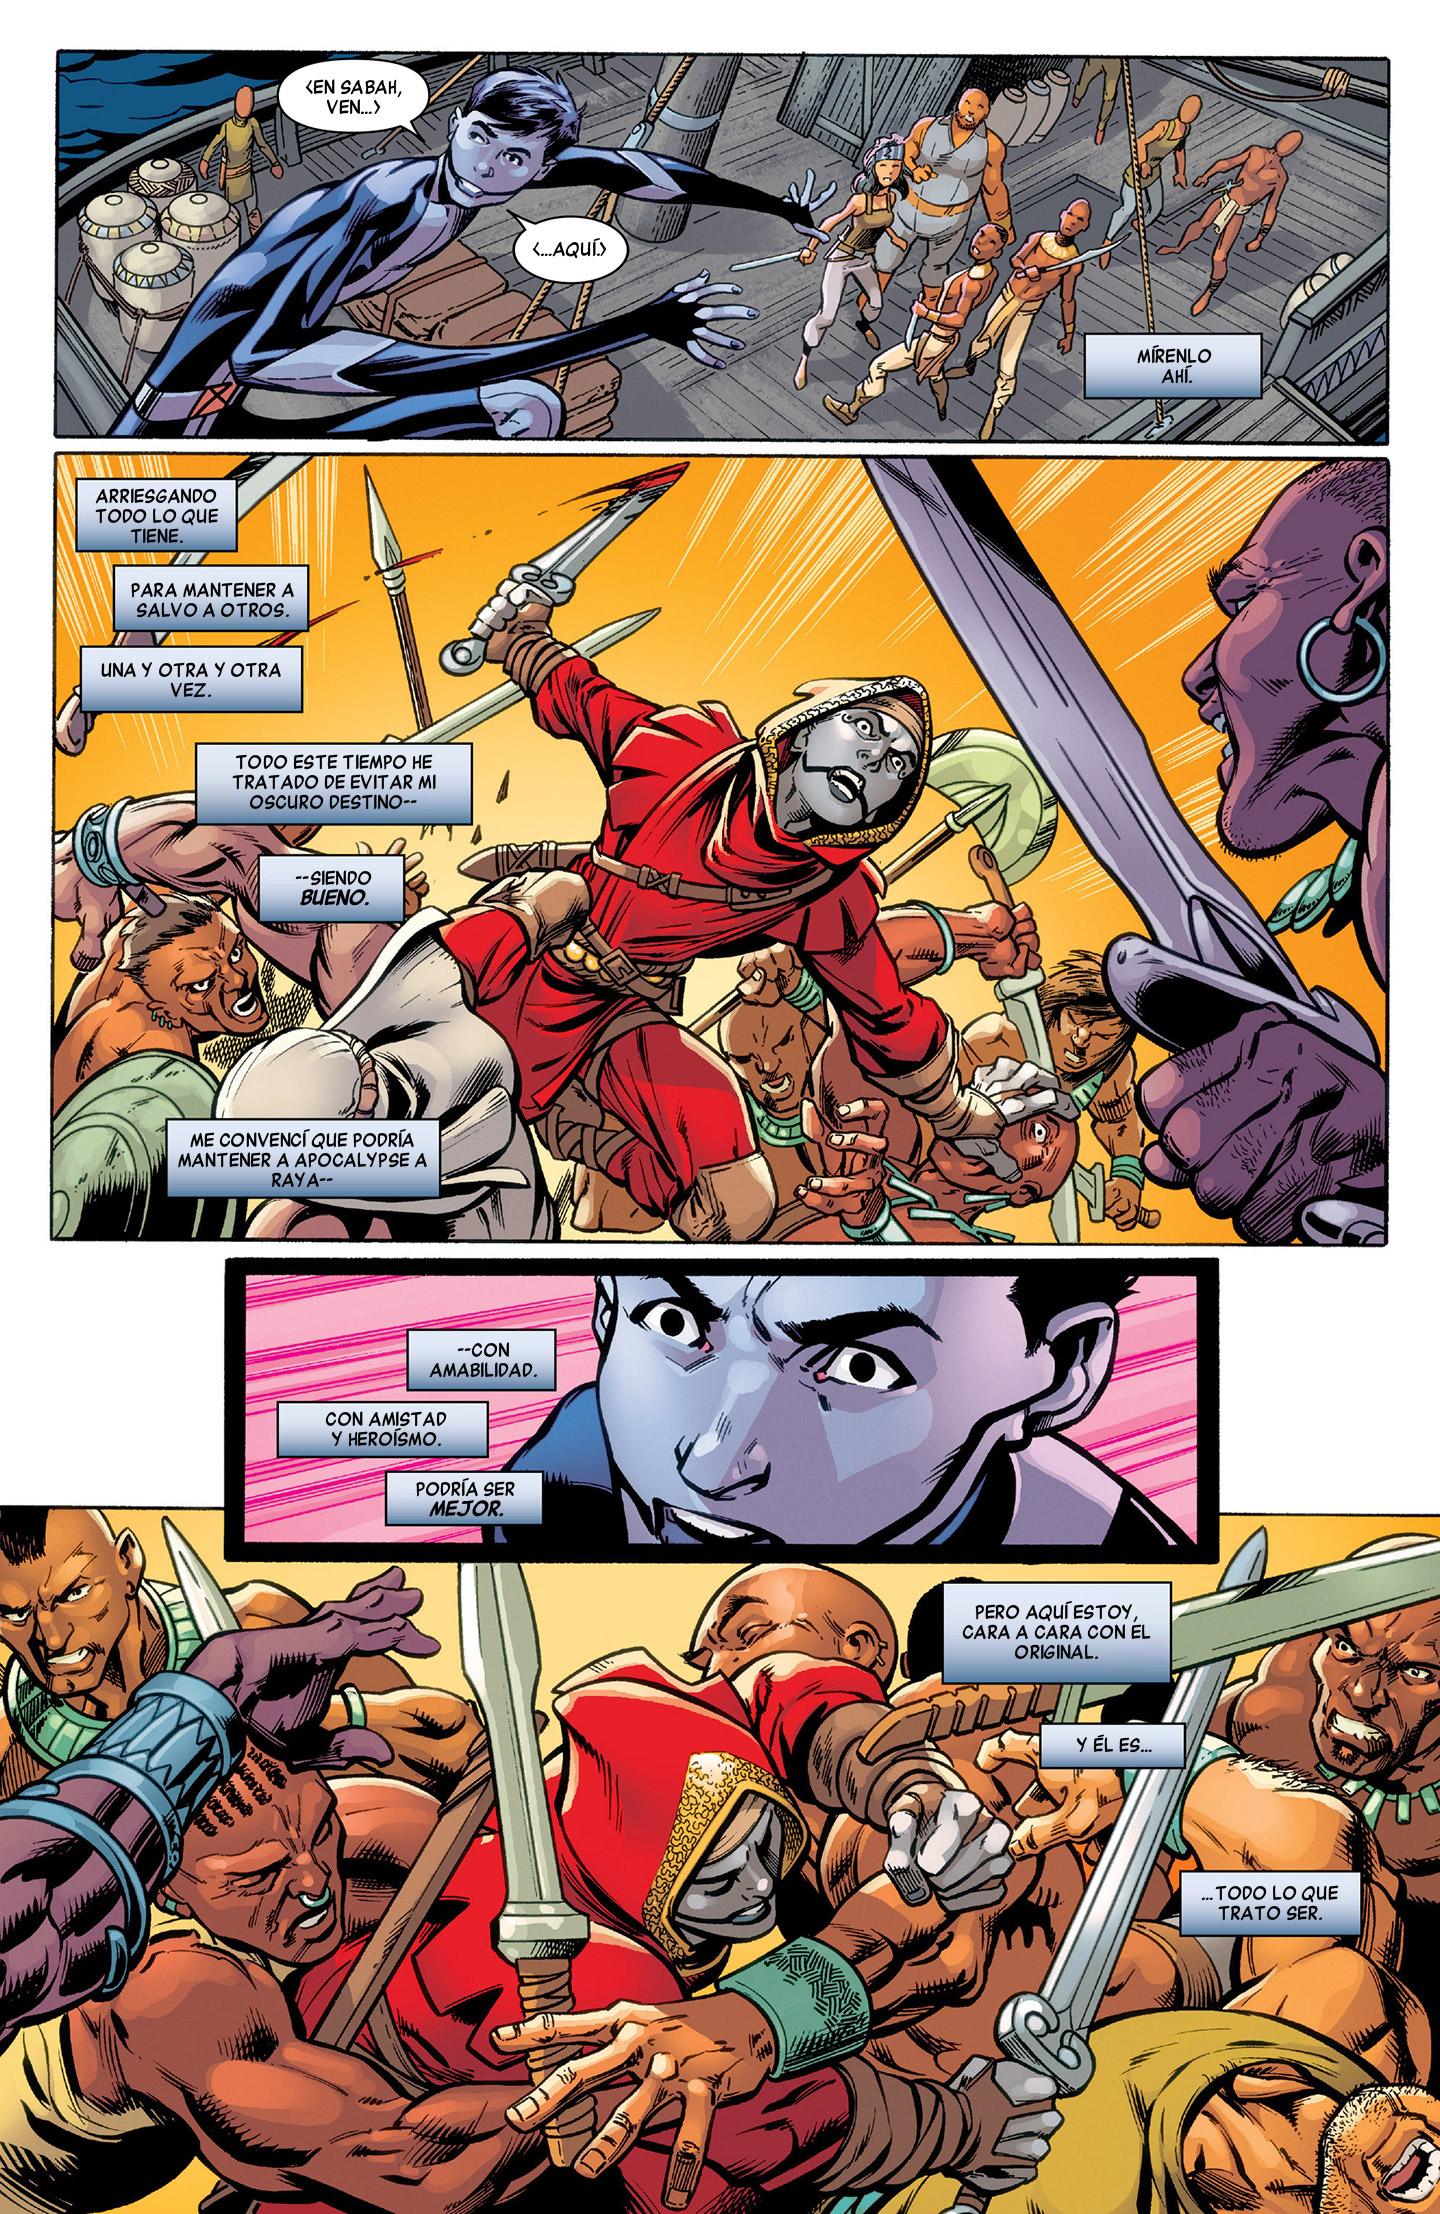 <EN SABAH,
VEN...>
<...AQUÍ.>
MÍRENLO
AHÍ.
ARRIESGANDO
TODO LO QUE
TIENE.
PARA MANTENER A
SALVO A OTROS.
UNA Y OTRA Y OTRA
VEZ.
TODO ESTE TIEMPO HE
TRATADO DE EVITAR MI
OSCURO DESTINO--
--SIENDO
BUENO.
ME CONVENCÍ QUE PODRÍA
MANTENER A APOCALYPSE A
RAYA--
--CON
AMABILIDAD.
CON AMISTAD
Y HEROÍSMO.
PODRÍA SER
MEJOR.
PERO AQUÍ ESTOY,
CARA A CARA CON EL
ORIGINAL.
Y ÉL ES...
...TODO LO QUE
TRATO SER.